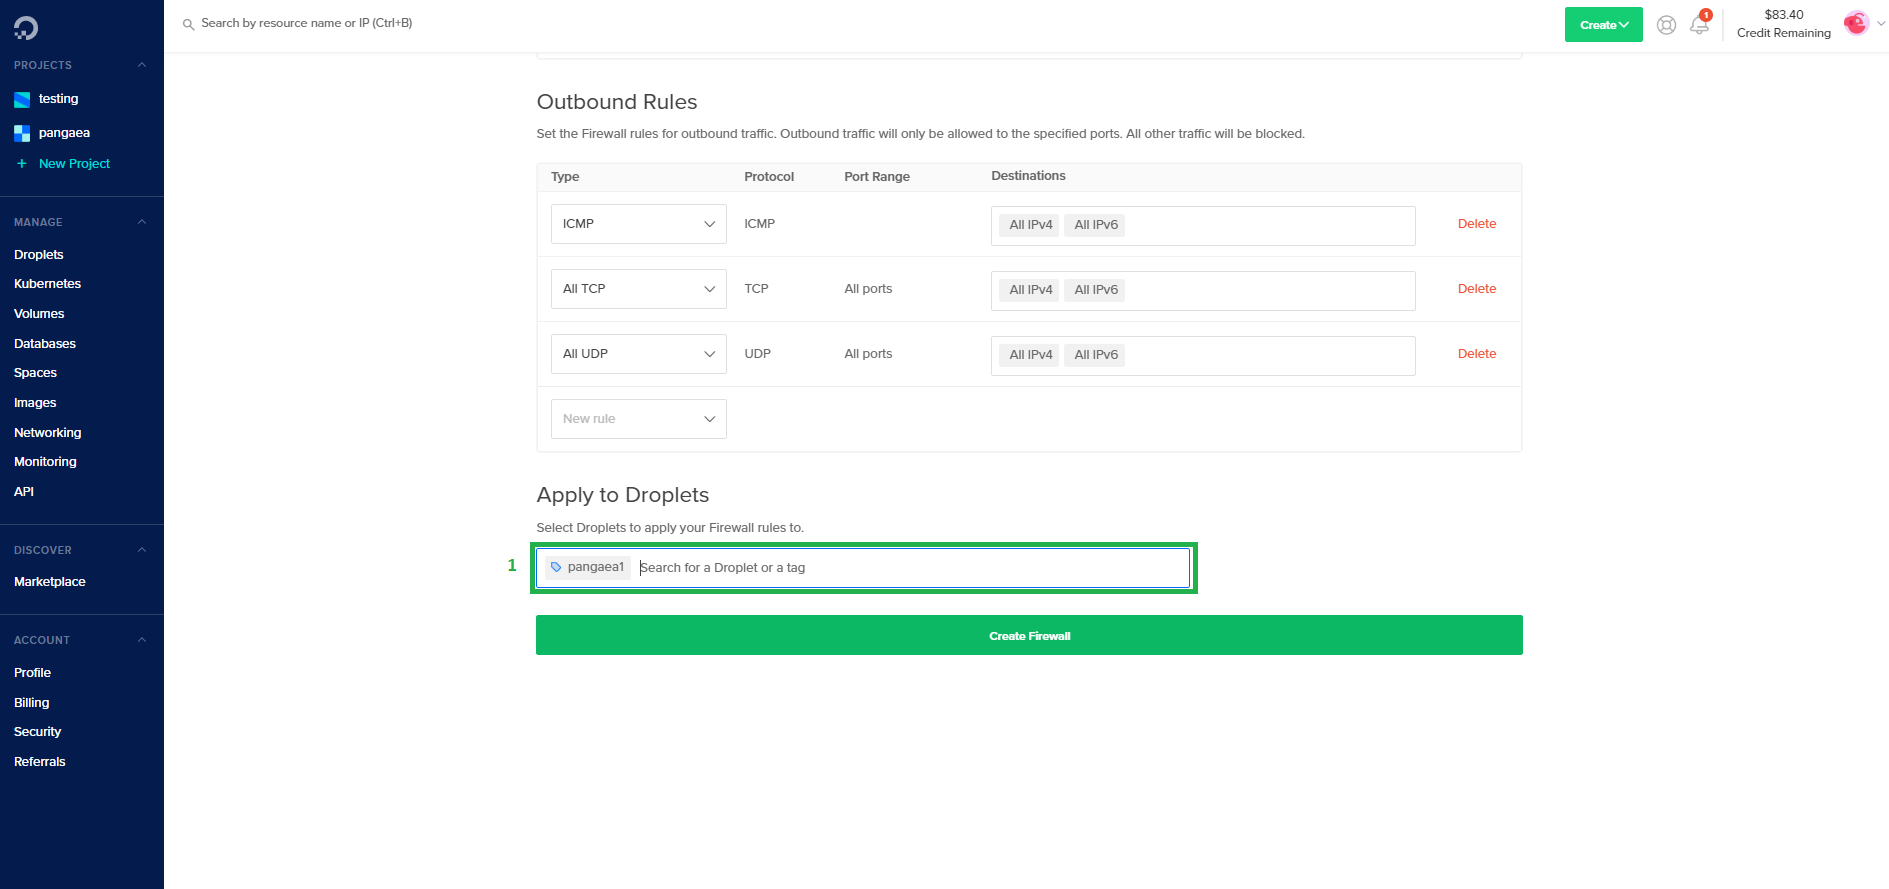 Search by resource name or IP (Ctrl+B)
Create
1
$83.40
Credit Remaining
PROJECTS
testing
pangaea
+ New Project
MANAGE
Droplets
Kubernetes
Volumes
Databases
Spaces
Images
Networking
Monitoring
API
DISCOVER
Marketplace
ACCOUNT
Profile
Billing
Security
Referrals
Outbound Rules
Set the Firewall rules for outbound traffic. Outbound traffic will only be allowed to the specified ports. All other traffic will be blocked.
Type Protocol Port Range Destinations
ICMP ICMP All IPv4 All IPv6 Delete
All TCP TCP All ports All IPv4 All IPv6 Delete
All UDP UDP All ports All IPv4 All IPv6 Delete
New rule
Apply to Droplets
Select Droplets to apply your Firewall rules to.
1 pangaea1 Search for a Droplet or a tag
Create Firewall